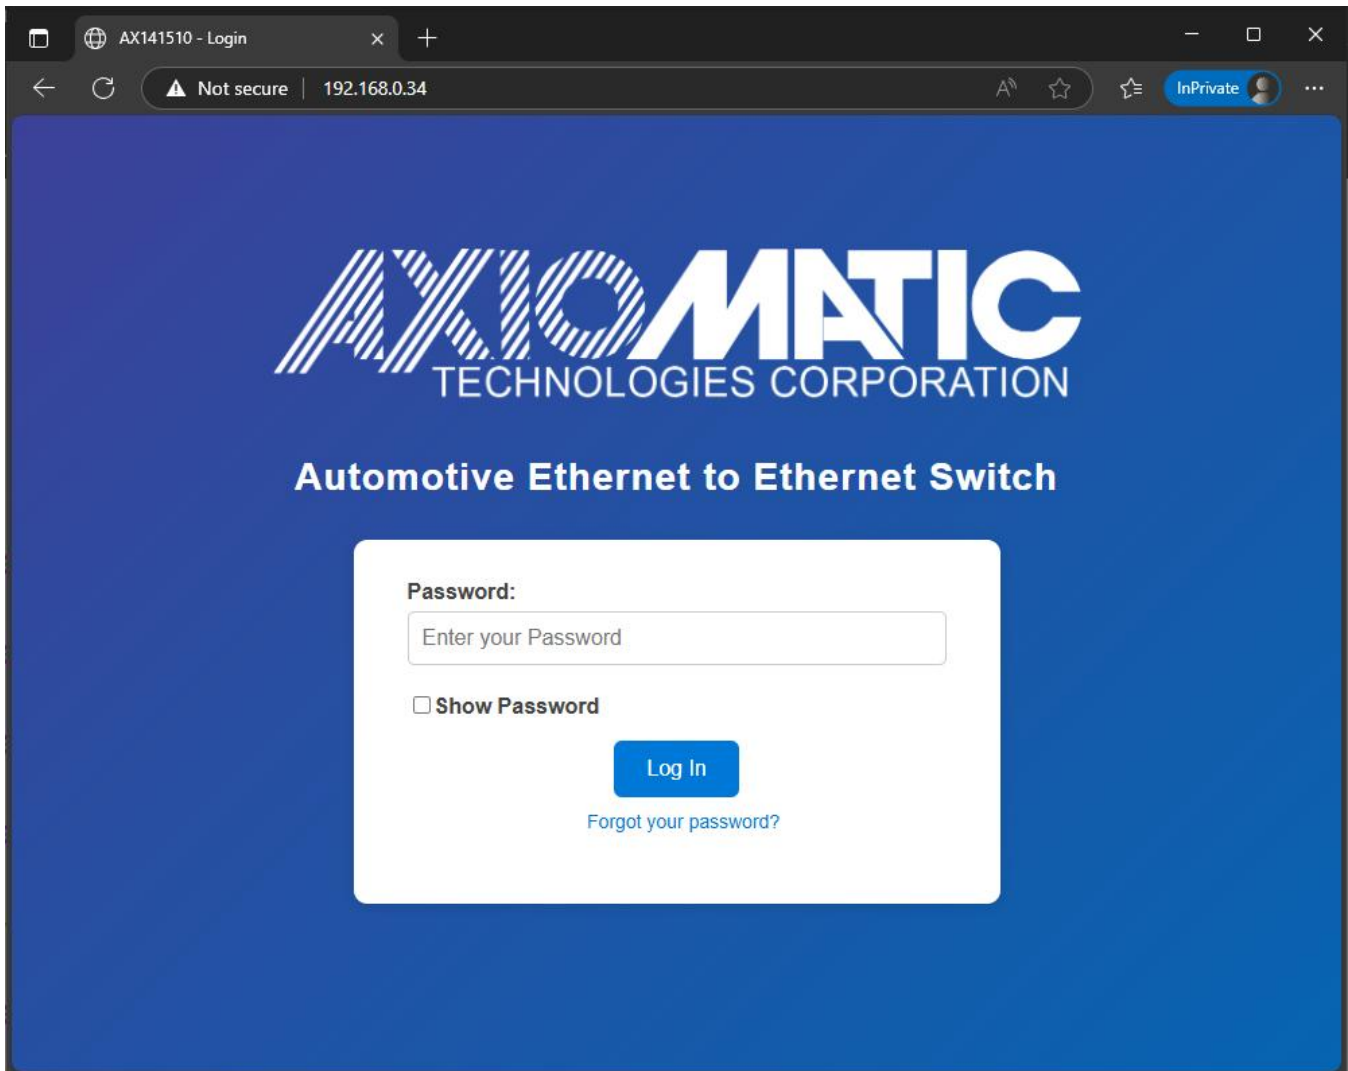 AX141510 - Login
Not secure
192.168.0.34
InPrivate
AXIOMATIC
TECHNOLOGIES CORPORATION
Automotive Ethernet to Ethernet Switch
Password:
Enter your Password
Show Password
Log In
Forgot your password?